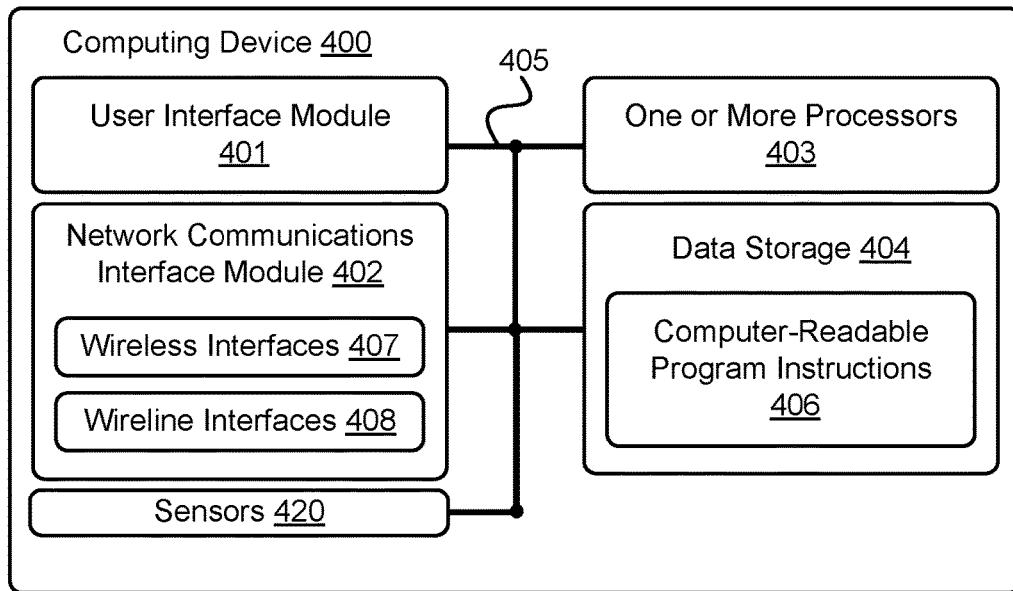 Computing Device 400
405
User Interface Module
401
One or More Processors
403
Network Communications
Interface Module 402
Wireless Interfaces 407
Wireline Interfaces 408
Data Storage 404
Computer-Readable
Program Instructions
406
Sensors 420